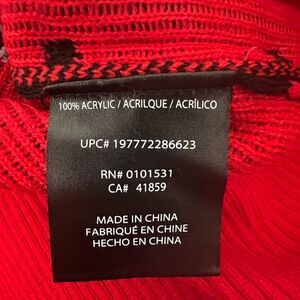 100% ACRYLIC / ACRILQUE / ACRÍLICO
UPC# 197772286623
RN# 0101531
CA# 41859
MADE IN CHINA
FABRIQUÉ EN CHINE
HECHO EN CHINA